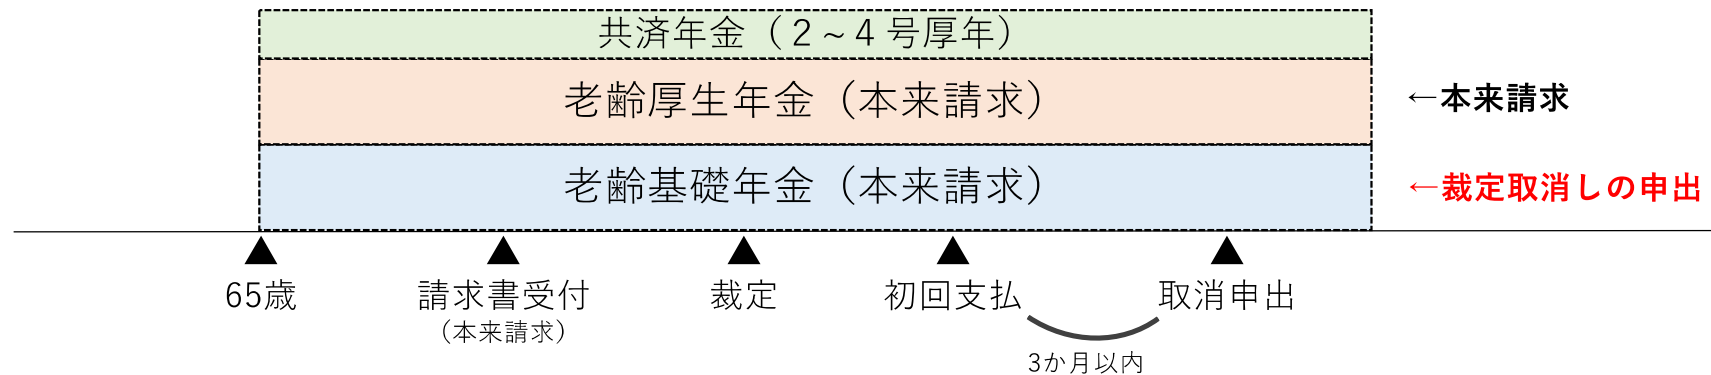 共済年金（２～４号厚年）
老齢厚生年金（本来請求）
←本来請求
老齢基礎年金（本来請求）
←裁定取消しの申出
65歳
請求書受付
（本来請求）
裁定
初回支払
取消申出
3か月以内